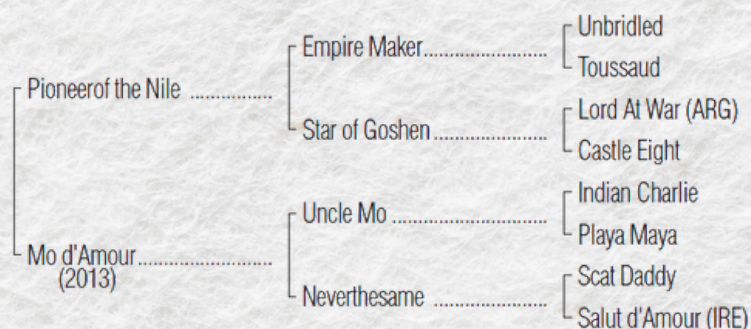 Unbridled
Empire Maker..............................
Toussaud
Pioneerof the Nile ....................
Lord At War (ARG)
Star of Goshen ............................
Castle Eight
Indian Charlie
Uncle Mo ......................................
Playa Maya
Mo d'Amour.................................
(2013)
Scat Daddy
Neverthesame ............................
Salut d'Amour (IRE)